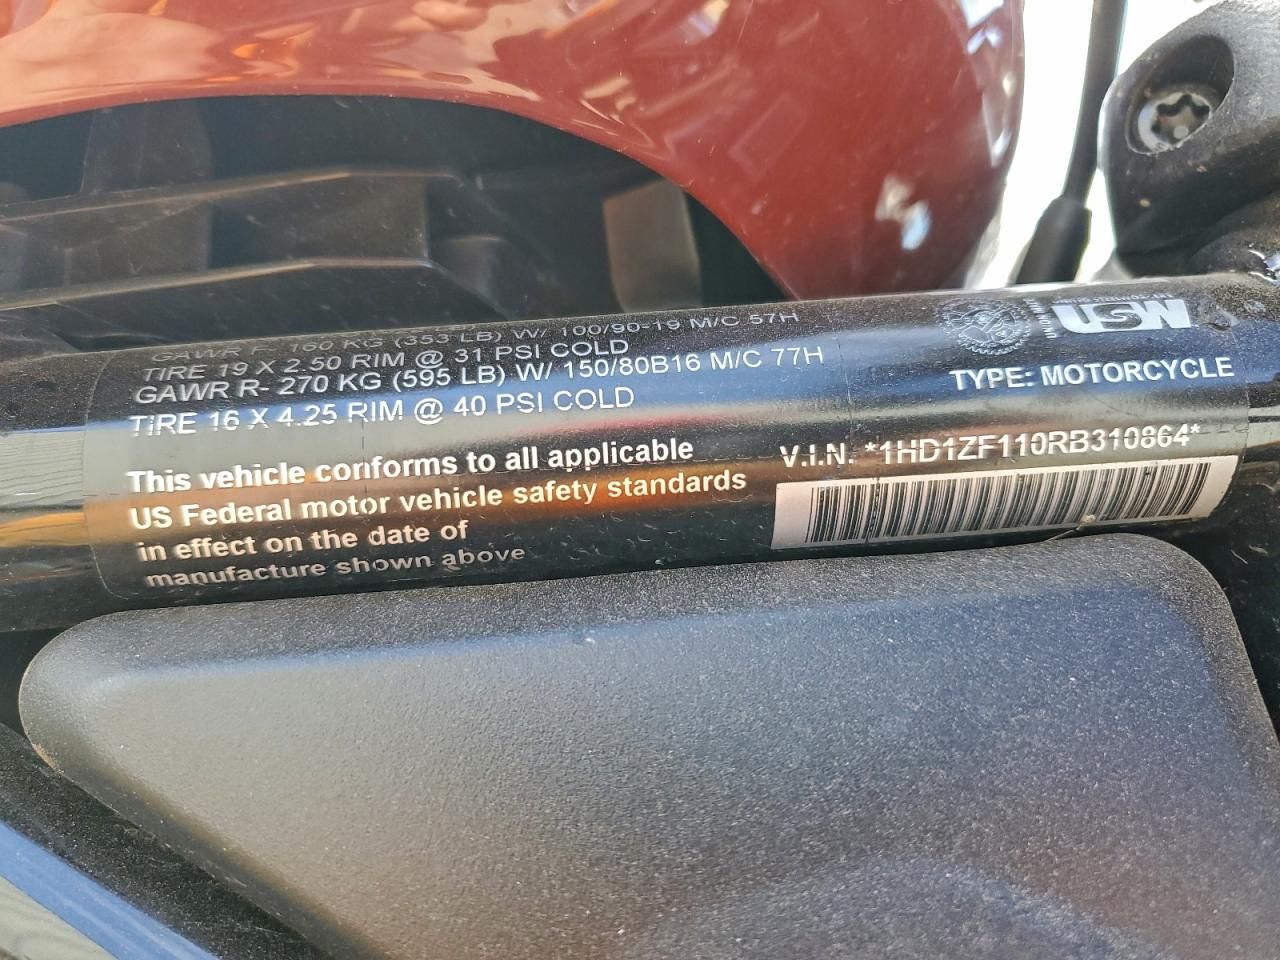 GAWR F- 160 KG (353 LB) W/ 100/90-19 M/C 57H
TIRE 19 X 2.50 RIM @ 31 PSI COLD
GAWR R- 270 KG (595 LB) W/ 150/80B16 M/C 77H
TIRE 16 X 4.25 RIM @ 40 PSI COLD
This vehicle conforms to all applicable
US Federal motor vehicle safety standards
in effect on the date of
manufacture shown above
TYPE: MOTORCYCLE
V.I.N. *1HD1ZF110RB310864*